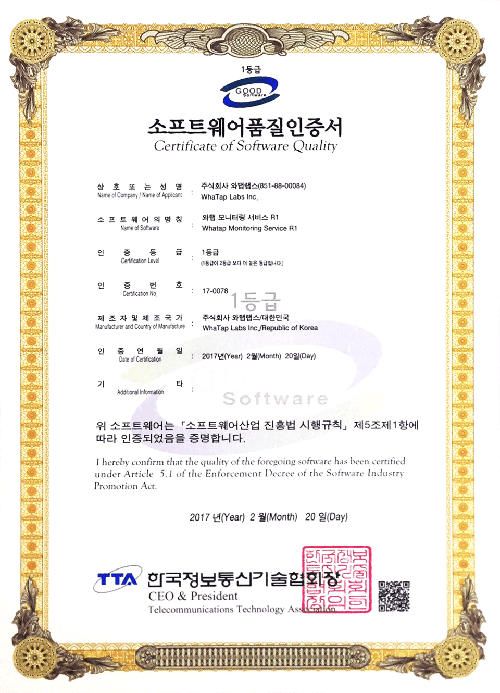 1등급
GOOD
Software
소프트웨어품질인증서
Certificate of Software Quality
상 호 또 는 성 명 : 주식회사 와탭랩스(851-88-00084)
Name of Company / Name of Applicant WhaTap Labs Inc.
소 프 트 웨 어 의 명 칭 : 와탭 모니터링 서비스 R1
Name of Software Whatap Monitoring Service R1
인 증 등 급 : 1등급
Certification Level (1등급이 2등급 보다 더 높은 등급입니다.)
인 증 번 호 : 17-0078
Certification No.
1등급
제 조 자 및 제 조 국 가 : 주식회사 와탭랩스/대한민국
Manufacturer and Country of Manufacture WhaTap Labs Inc./Republic of Korea
인 증 연 월 일 : 2017년(Year) 2월(Month) 20일(Day)
Date of Certification
기 타 :
Additional Information
Software
위 소프트웨어는 「소프트웨어산업 진흥법 시행규칙」 제5조제1항에
따라 인증되었음을 증명합니다.
I hereby confirm that the quality of the foregoing software has been certified
under Article 5.1 of the Enforcement Decree of the Software Industry
Promotion Act.
2017 년(Year) 2 월(Month) 20 일(Day)
TTA 한국정보통신기술협회장
CEO & President
Telecommunications Technology Association